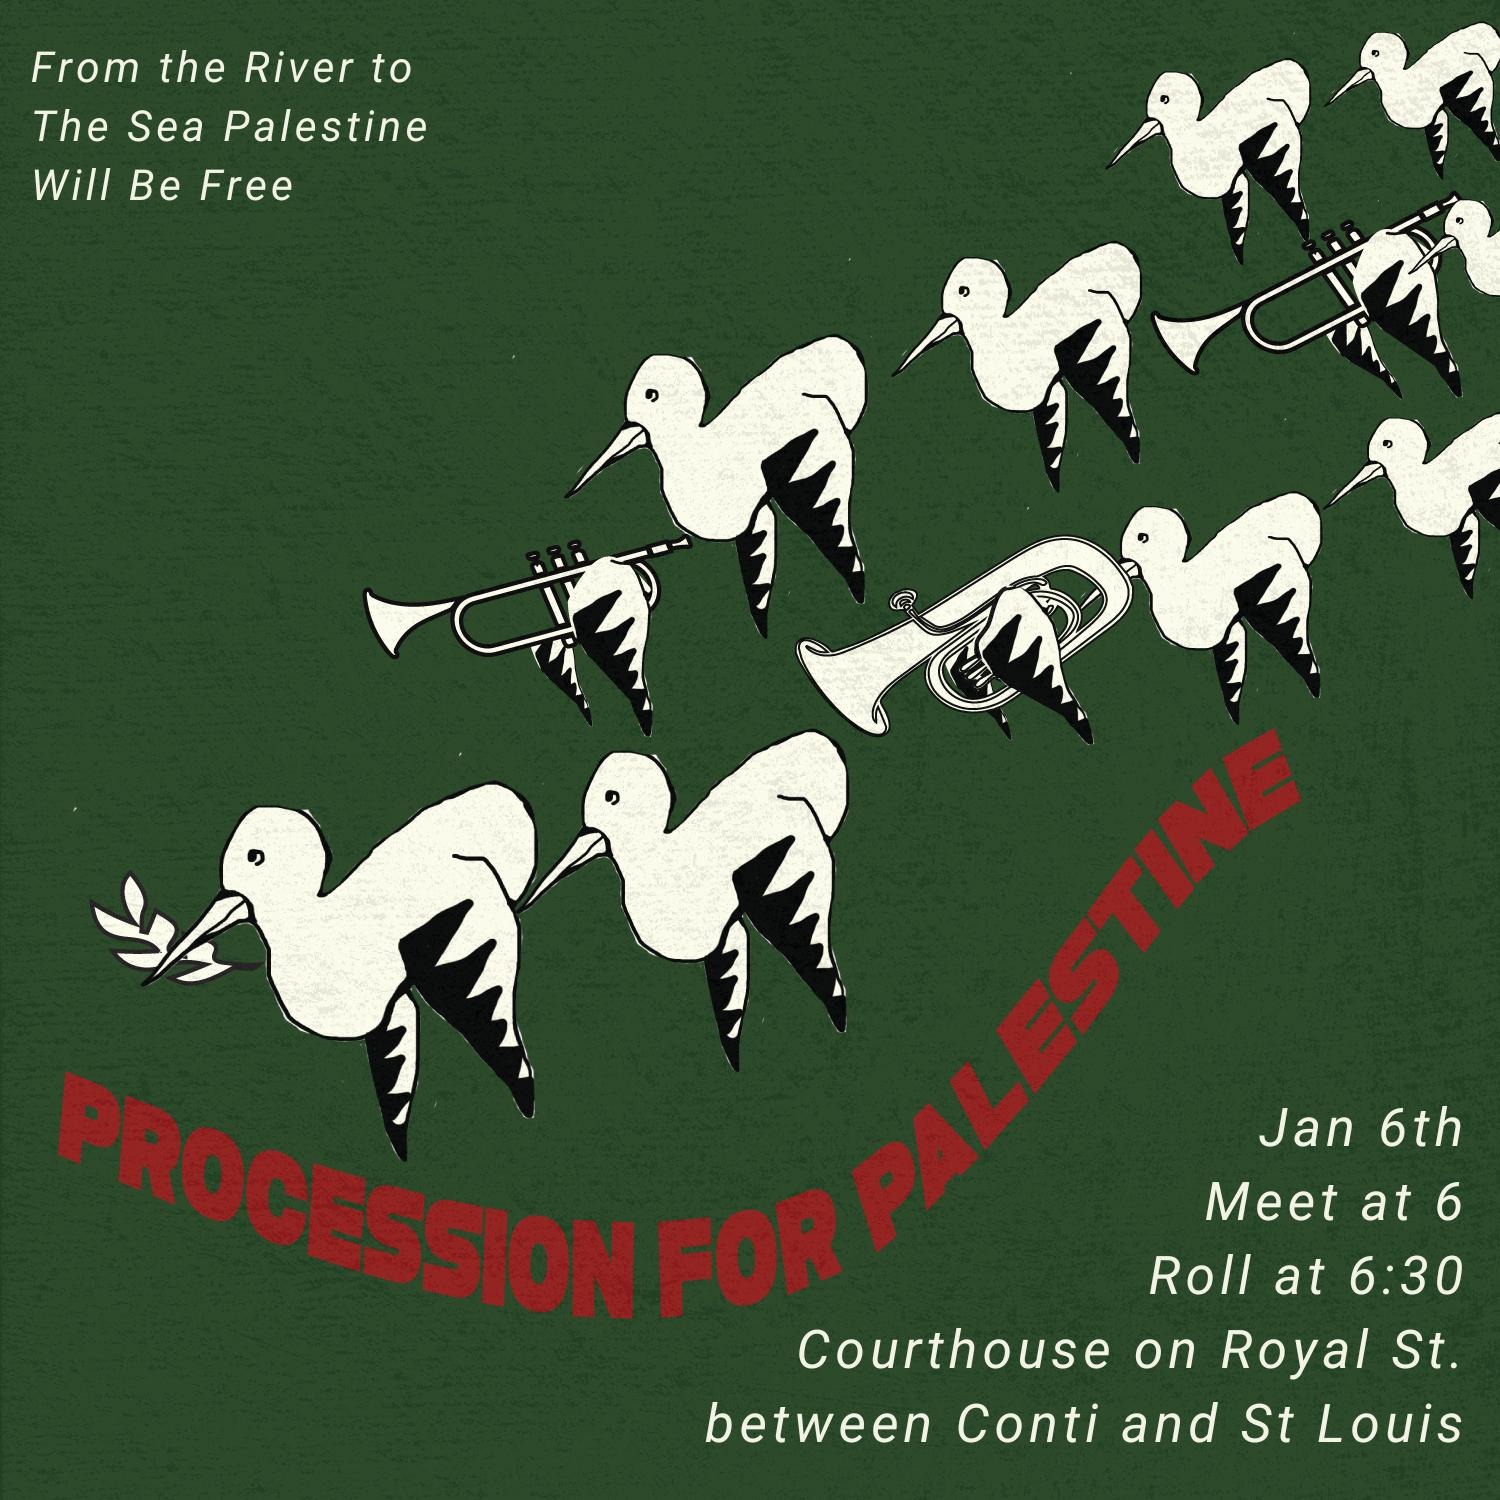 From the River to
The Sea Palestine
Will Be Free
PROCESSION FOR PALESTINE
Jan 6th
Meet at 6
Roll at 6:30
Courthouse on Royal St.
between Conti and St Louis